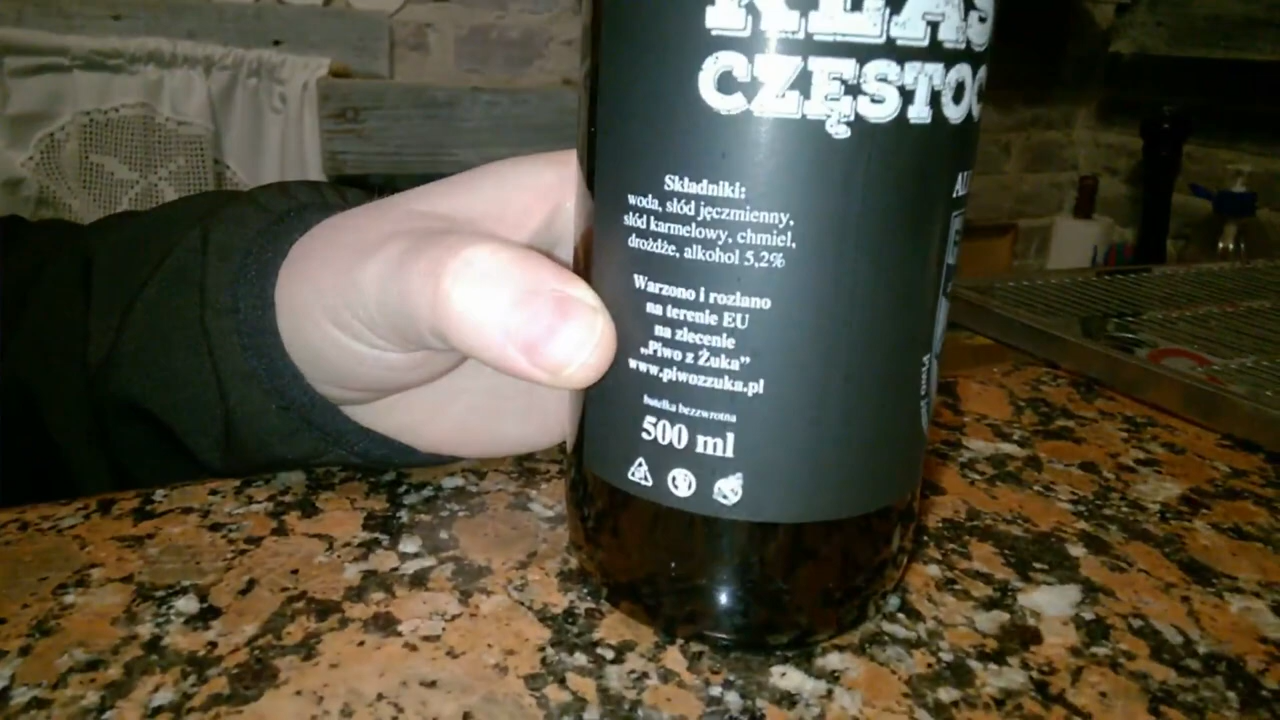 CZĘSTOC
Składniki:
woda, słód jęczmienny,
słód karmelowy, chmiel,
drożdże, alkohol 5,2%
Warzono i rozlano
na terenie EU
na zlecenie
„Piwo z Żuka”
www.piwozzuka.pl
butelka bezzwrotna
500 ml